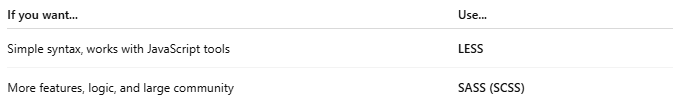 If you want... Use...
Simple syntax, works with JavaScript tools LESS
More features, logic, and large community SASS (SCSS)